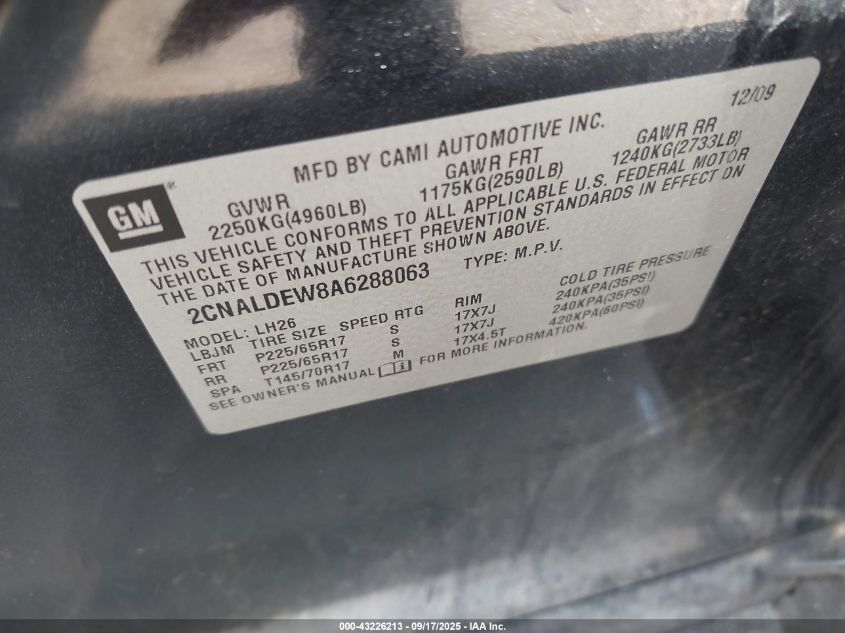 12/09
MFD BY CAMI AUTOMOTIVE INC.
GM
GVWR GAWR FRT GAWR RR
2250KG(4960LB) 1175KG(2590LB) 1240KG(2733LB)
THIS VEHICLE CONFORMS TO ALL APPLICABLE U.S. FEDERAL MOTOR
VEHICLE SAFETY AND THEFT PREVENTION STANDARDS IN EFFECT ON
THE DATE OF MANUFACTURE SHOWN ABOVE.
2CNALDEW8A6288063 TYPE: M.P.V.
MODEL: LH26
LBJM TIRE SIZE SPEED RTG RIM COLD TIRE PRESSURE
FRT P225/65R17 S 17X7J 240KPA(35PSI)
RR P225/65R17 S 17X7J 240KPA(35PSI)
SPA T145/70R17 M 17X4.5T 420KPA(60PSI)
SEE OWNER'S MANUAL FOR MORE INFORMATION.
000-43226213 - 09/17/2025 - IAA Inc.